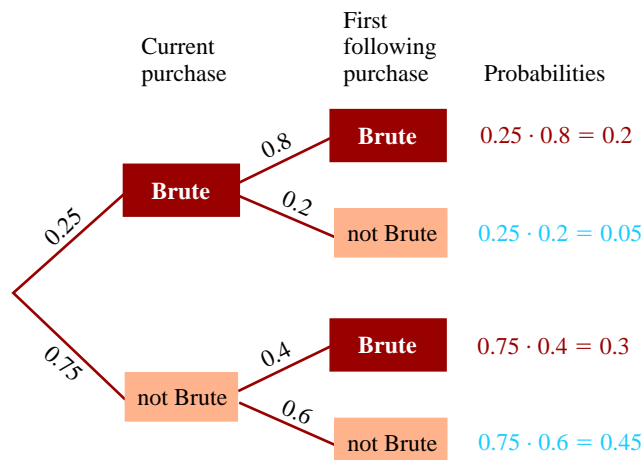 Current
purchase
First
following
purchase
Probabilities
0.25
0.75
Brute
not Brute
0.8
0.2
0.4
0.6
Brute
0.25 · 0.8 = 0.2
not Brute
0.25 · 0.2 = 0.05
Brute
0.75 · 0.4 = 0.3
not Brute
0.75 · 0.6 = 0.45